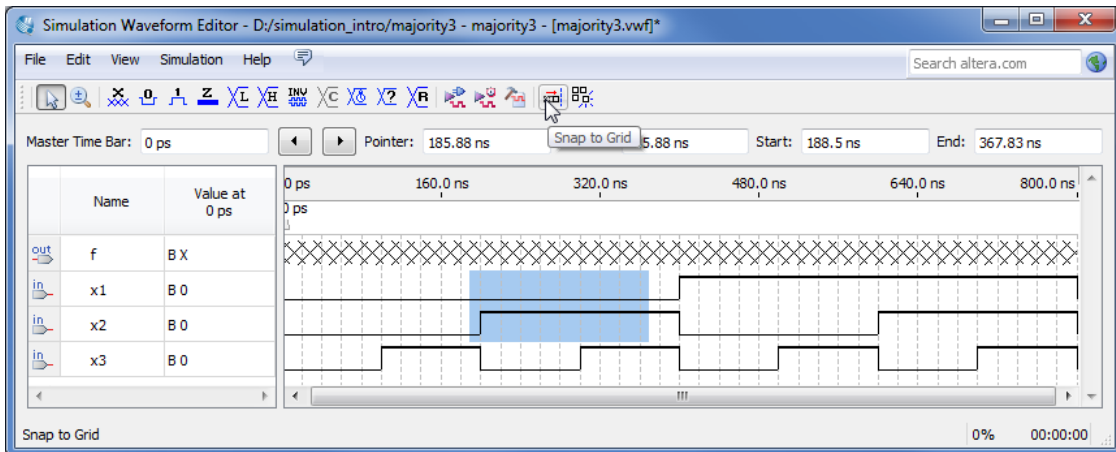 Simulation Waveform Editor - D:/simulation_intro/majority3 - majority3 - [majority3.vwf]*
File Edit View Simulation Help Search altera.com
Master Time Bar: 0 ps Pointer: 185.88 ns Snap to Grid 5.88 ns Start: 188.5 ns End: 367.83 ns
Name Value at 0 ps
0 ps 160.0 ns 320.0 ns 480.0 ns 640.0 ns 800.0 ns
0 ps
out f B X
in x1 B 0
in x2 B 0
in x3 B 0
Snap to Grid 0% 00:00:00